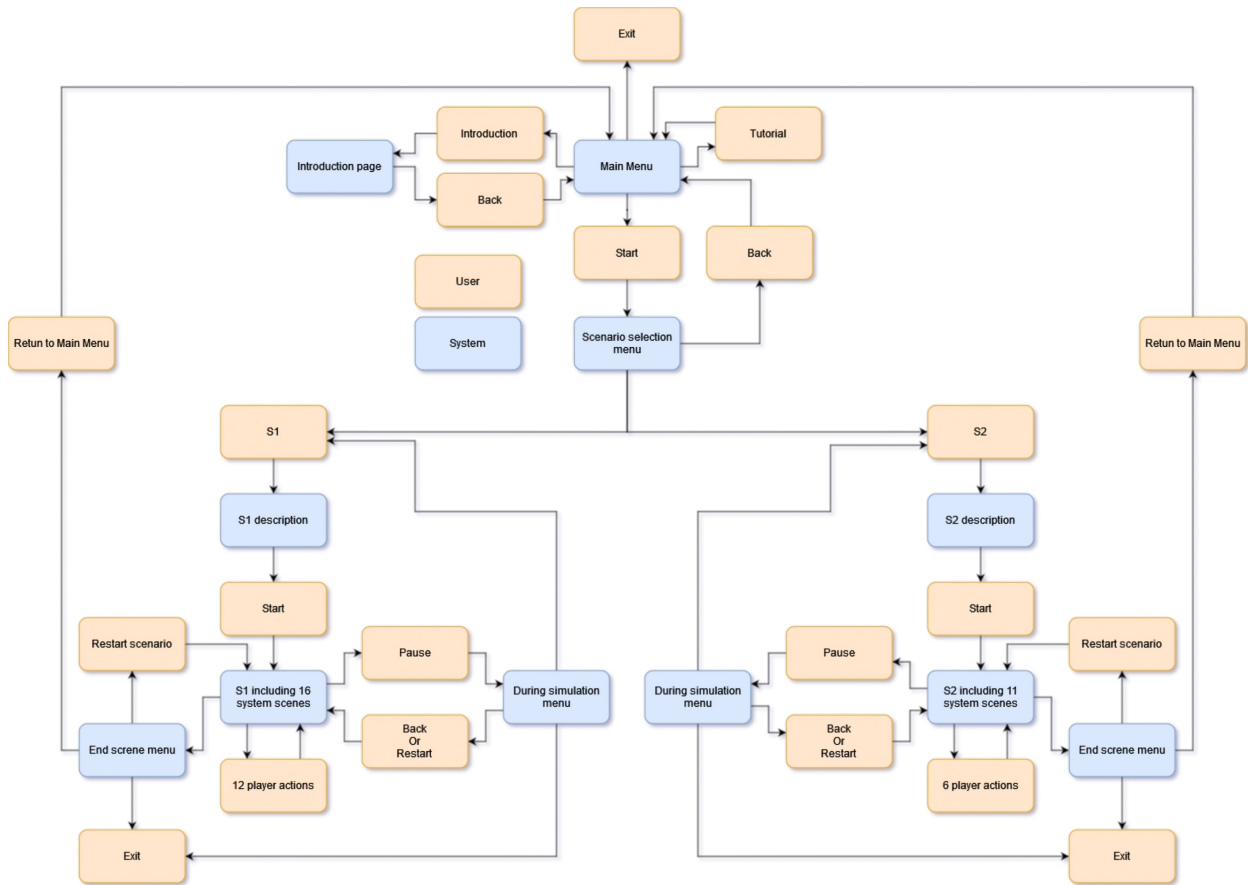 Exit
Introduction
Tutorial
Introduction page
Main Menu
Back
Start
Back
User
System
Scenario selection
menu
Retun to Main Menu
Retun to Main Menu
S1
S2
S1 description
S2 description
Start
Start
Restart scenario
Pause
Pause
Restart scenario
S1 including 16
system scenes
During simulation
menu
During simulation
menu
S2 including 11
system scenes
End screne menu
Back
Or
Restart
Back
Or
Restart
End screne menu
12 player actions
6 player actions
Exit
Exit